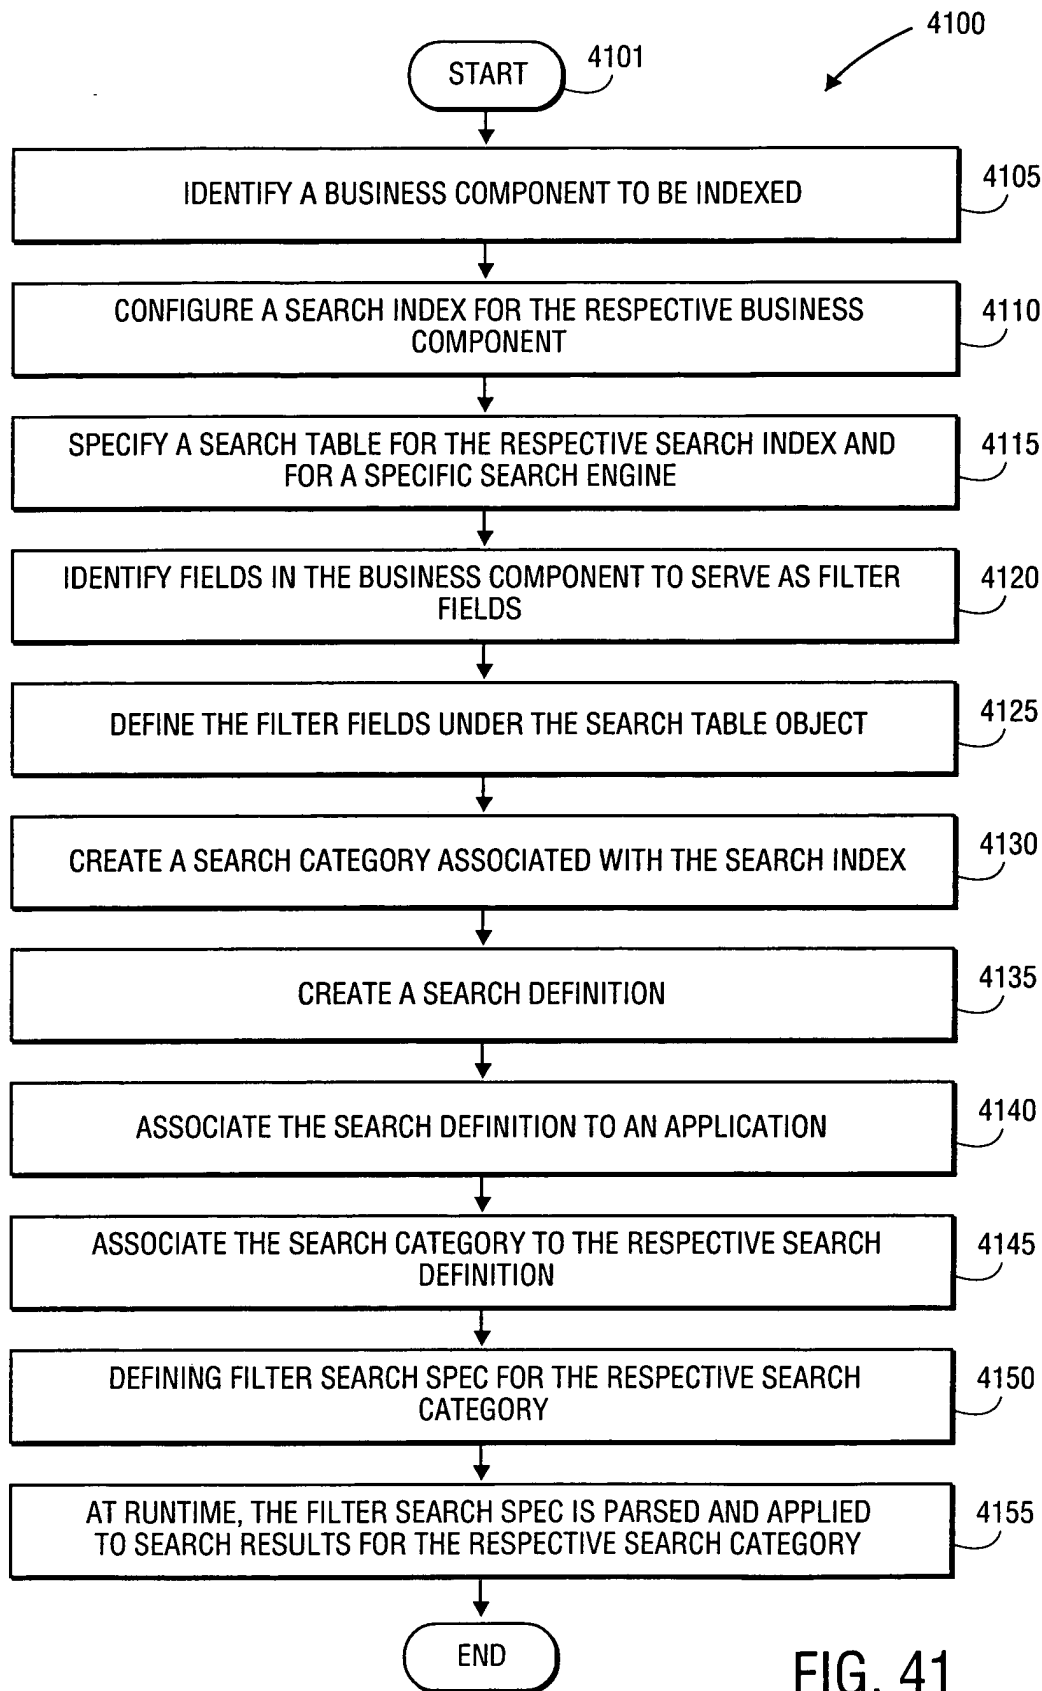 4100
START
4101
IDENTIFY A BUSINESS COMPONENT TO BE INDEXED
4105
CONFIGURE A SEARCH INDEX FOR THE RESPECTIVE BUSINESS
COMPONENT
4110
SPECIFY A SEARCH TABLE FOR THE RESPECTIVE SEARCH INDEX AND
FOR A SPECIFIC SEARCH ENGINE
4115
IDENTIFY FIELDS IN THE BUSINESS COMPONENT TO SERVE AS FILTER
FIELDS
4120
DEFINE THE FILTER FIELDS UNDER THE SEARCH TABLE OBJECT
4125
CREATE A SEARCH CATEGORY ASSOCIATED WITH THE SEARCH INDEX
4130
CREATE A SEARCH DEFINITION
4135
ASSOCIATE THE SEARCH DEFINITION TO AN APPLICATION
4140
ASSOCIATE THE SEARCH CATEGORY TO THE RESPECTIVE SEARCH
DEFINITION
4145
DEFINING FILTER SEARCH SPEC FOR THE RESPECTIVE SEARCH
CATEGORY
4150
AT RUNTIME, THE FILTER SEARCH SPEC IS PARSED AND APPLIED
TO SEARCH RESULTS FOR THE RESPECTIVE SEARCH CATEGORY
4155
END
FIG. 41